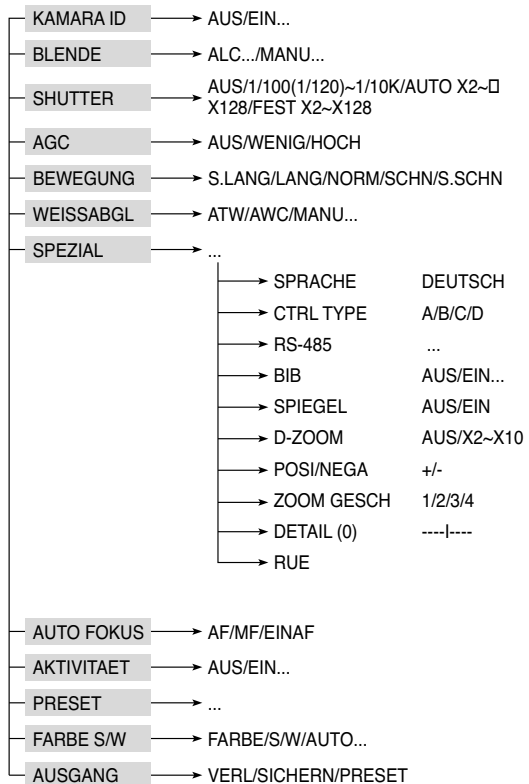 KAMARA ID AUS/EIN...
BLENDE ALC.../MANU...
SHUTTER AUS/1/100(1/120)~1/10K/AUTO X2~□
X128/FEST X2~X128
AGC AUS/WENIG/HOCH
BEWEGUNG S.LANG/LANG/NORM/SCHN/S.SCHN
WEISSABGL ATW/AWC/MANU...
SPEZIAL ...
SPRACHE DEUTSCH
CTRL TYPE A/B/C/D
RS-485 ...
BIB AUS/EIN...
SPIEGEL AUS/EIN
D-ZOOM AUS/X2~X10
POSI/NEGA +/-
ZOOM GESCH 1/2/3/4
DETAIL (0) ----I----
RUE
AUTO FOKUS AF/MF/EINAF
AKTIVITAET AUS/EIN...
PRESET ...
FARBE S/W FARBE/S/W/AUTO...
AUSGANG VERL/SICHERN/PRESET